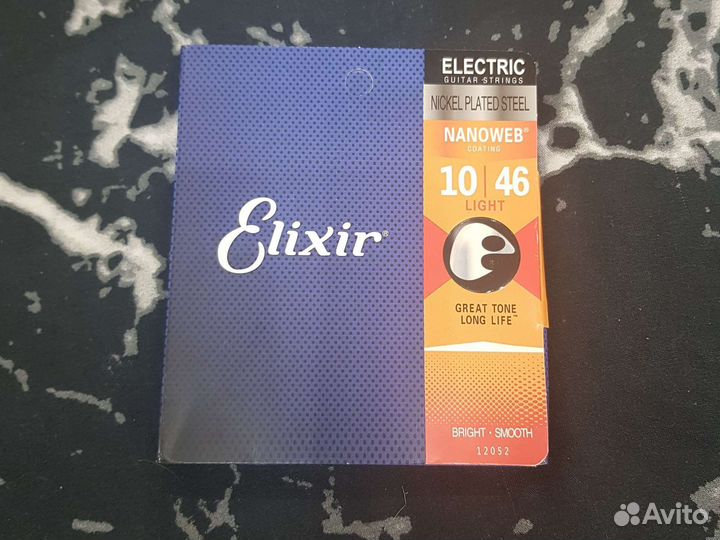 Elixir®
ELECTRIC
GUITAR STRINGS
NICKEL PLATED STEEL
NANOWEB®
COATING
10 | 46
LIGHT
GREAT TONE
LONG LIFE™
BRIGHT · SMOOTH
12052
Avito